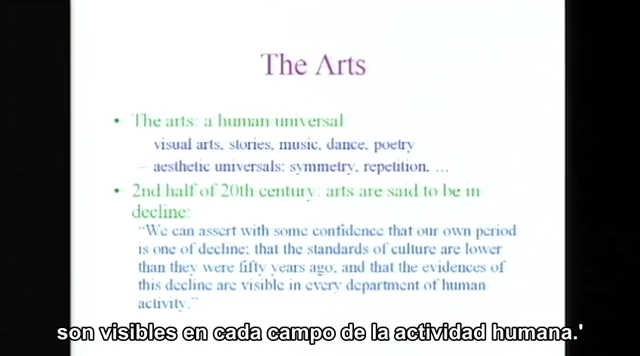 The Arts
• The arts: a human universal
visual arts, stories, music, dance, poetry
– aesthetic universals: symmetry, repetition, …
• 2nd half of 20th century: arts are said to be in
decline:
“We can assert with some confidence that our own period
is one of decline; that the standards of culture are lower
than they were fifty years ago; and that the evidences of
this decline are visible in every department of human
activity.”
son visibles en cada campo de la actividad humana.'